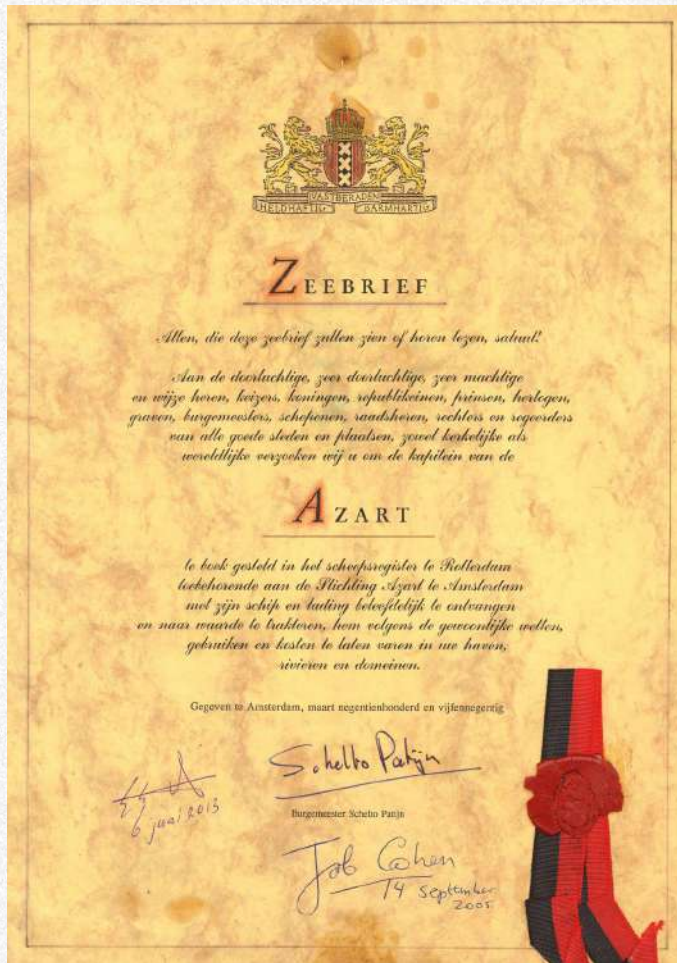 VASTBERADEN
HELDHAFTIG BARMHARTIG
ZEEBRIEF
Allen, die deze zeebrief zullen zien of horen lezen, saluut!
Aan de doorluchtige, zeer doorluchtige, zeer machtige
en wijze heren, keizers, koningen, republikeinen, prinsen, hertogen,
graven, burgemeesters, schepenen, raadsheren, rechters en regeerders
van alle goede steden en plaatsen, zowel kerkelijke als
wereldlijke verzoeken wij u om de kapitein van de
AZART
te boek gesteld in het scheepsregister te Rotterdam
toebehorende aan de Stichting Azart te Amsterdam
met zijn schip en lading beleefdelijk te ontvangen
en naar waarde te trakteren, hem volgens de gewoonlijke wetten,
gebruiken en kosten te laten varen in uw haven,
rivieren en domeinen.
Gegeven te Amsterdam, maart negentienhonderd en vijfennegentig
Schelto Patijn
Burgemeester Schelto Patijn
6 juni 2013
Job Cohen
14 September
2005